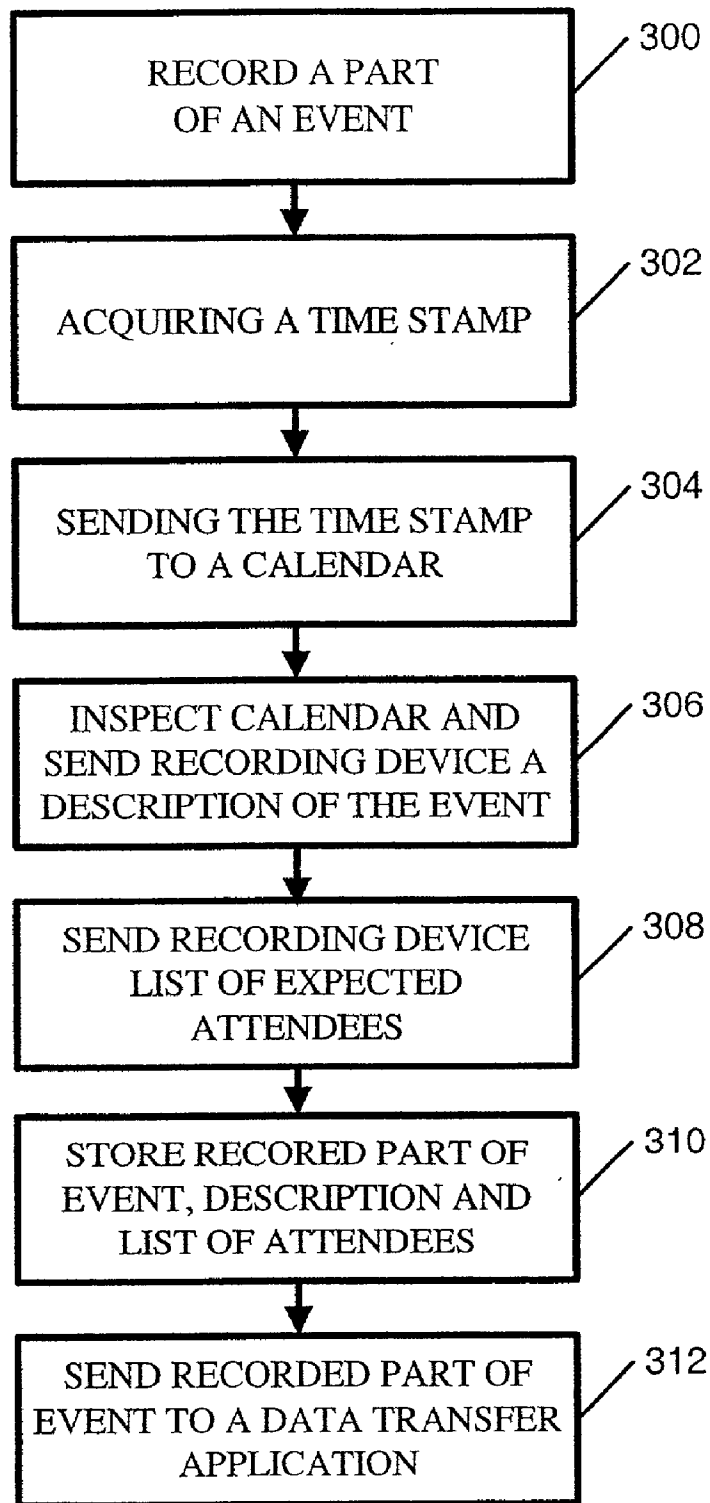 RECORD A PART
OF AN EVENT
300
ACQUIRING A TIME STAMP
302
SENDING THE TIME STAMP
TO A CALENDAR
304
INSPECT CALENDAR AND
SEND RECORDING DEVICE A
DESCRIPTION OF THE EVENT
306
SEND RECORDING DEVICE
LIST OF EXPECTED
ATTENDEES
308
STORE RECORED PART OF
EVENT, DESCRIPTION AND
LIST OF ATTENDEES
310
SEND RECORDED PART OF
EVENT TO A DATA TRANSFER
APPLICATION
312